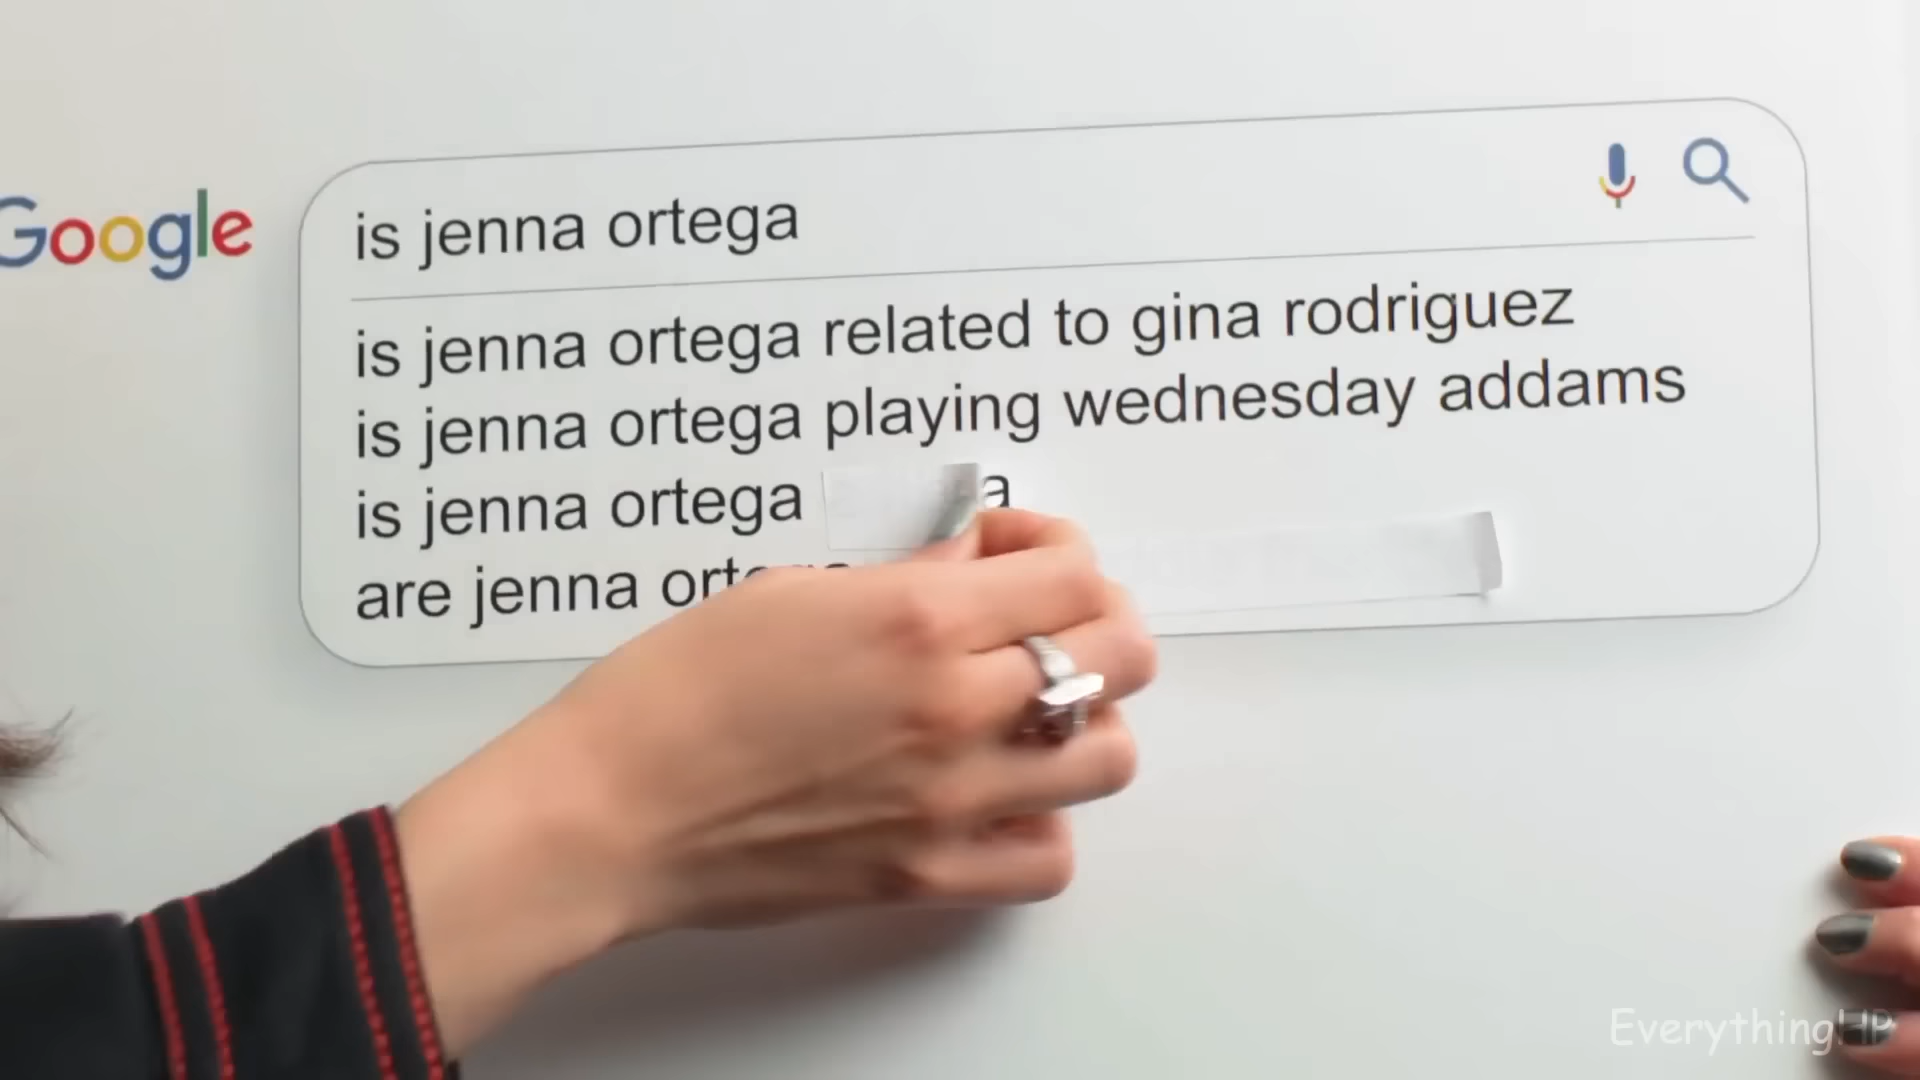 Google
is jenna ortega
is jenna ortega related to gina rodriguez
is jenna ortega playing wednesday addams
is jenna ortega
are jenna
EverythingHP